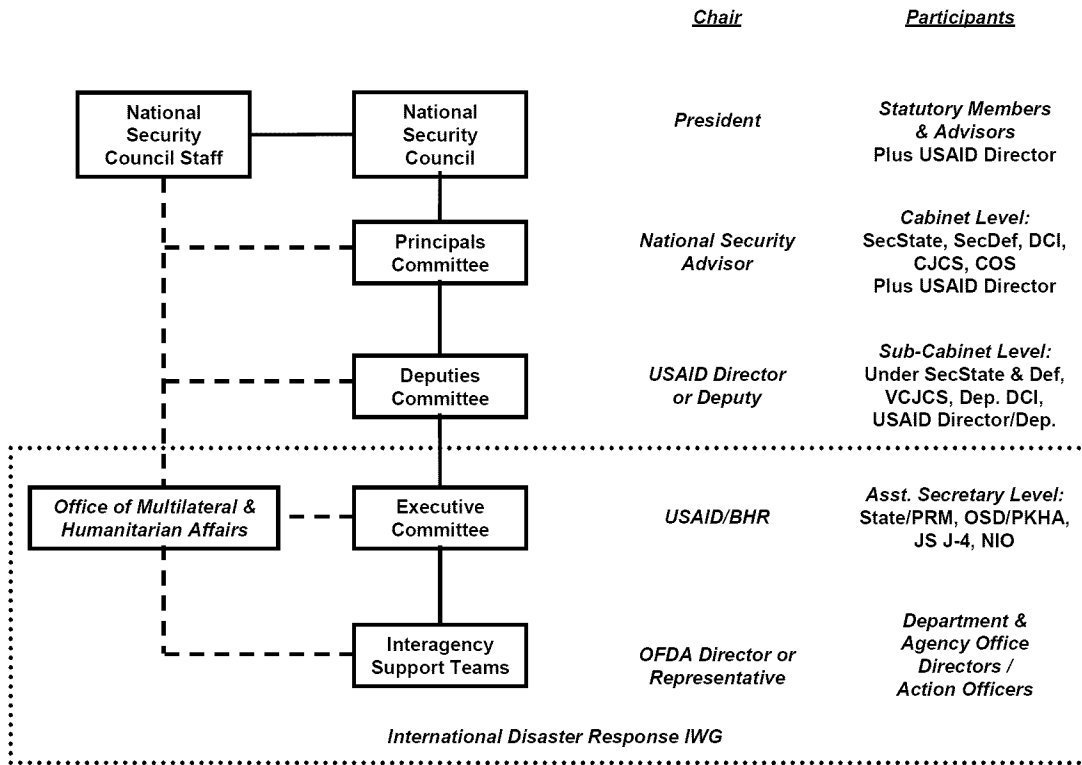 Chair
Participants
National
Security
Council Staff
National
Security
Council
President
Statutory Members
& Advisors
Plus USAID Director
Principals
Committee
National Security
Advisor
Cabinet Level:
SecState, SecDef, DCI,
CJCS, COS
Plus USAID Director
Deputies
Committee
USAID Director
or Deputy
Sub-Cabinet Level:
Under SecState & Def,
VCJCS, Dep. DCI,
USAID Director/Dep.
Office of Multilateral &
Humanitarian Affairs
Executive
Committee
USAID/BHR
Asst. Secretary Level:
State/PRM, OSD/PKHA,
JS J-4, NIO
Interagency
Support Teams
OFDA Director or
Representative
Department &
Agency Office
Directors /
Action Officers
International Disaster Response IWG